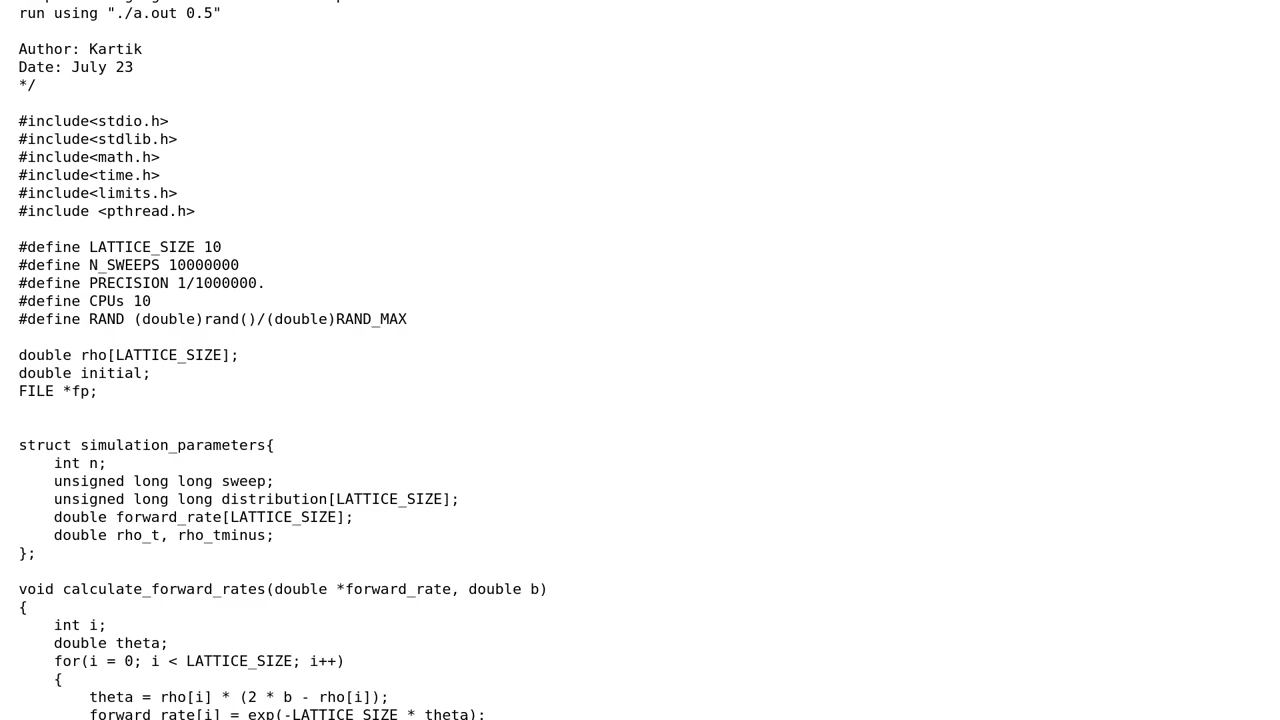 run using "./a.out 0.5"
Author: Kartik
Date: July 23
*/
#include<stdio.h>
#include<stdlib.h>
#include<math.h>
#include<time.h>
#include<limits.h>
#include <pthread.h>
#define LATTICE_SIZE 10
#define N_SWEEPS 10000000
#define PRECISION 1/1000000.
#define CPUs 10
#define RAND (double)rand()/(double)RAND_MAX
double rho[LATTICE_SIZE];
double initial;
FILE *fp;
struct simulation_parameters{
    int n;
    unsigned long long sweep;
    unsigned long long distribution[LATTICE_SIZE];
    double forward_rate[LATTICE_SIZE];
    double rho_t, rho_tminus;
};
void calculate_forward_rates(double *forward_rate, double b)
{
    int i;
    double theta;
    for(i = 0; i < LATTICE_SIZE; i++)
    {
        theta = rho[i] * (2 * b - rho[i]);
        forward_rate[i] = exp(-LATTICE_SIZE * theta);